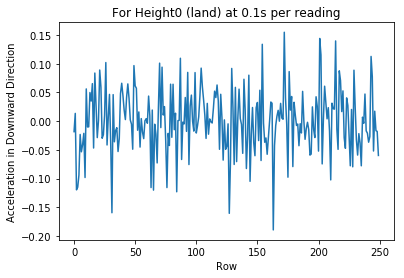 For Height0 (land) at 0.1s per reading
Acceleration in Downward Direction
0.15
0.10
0.05
0.00
−0.05
−0.10
−0.15
−0.20
0 50 100 150 200 250
Row